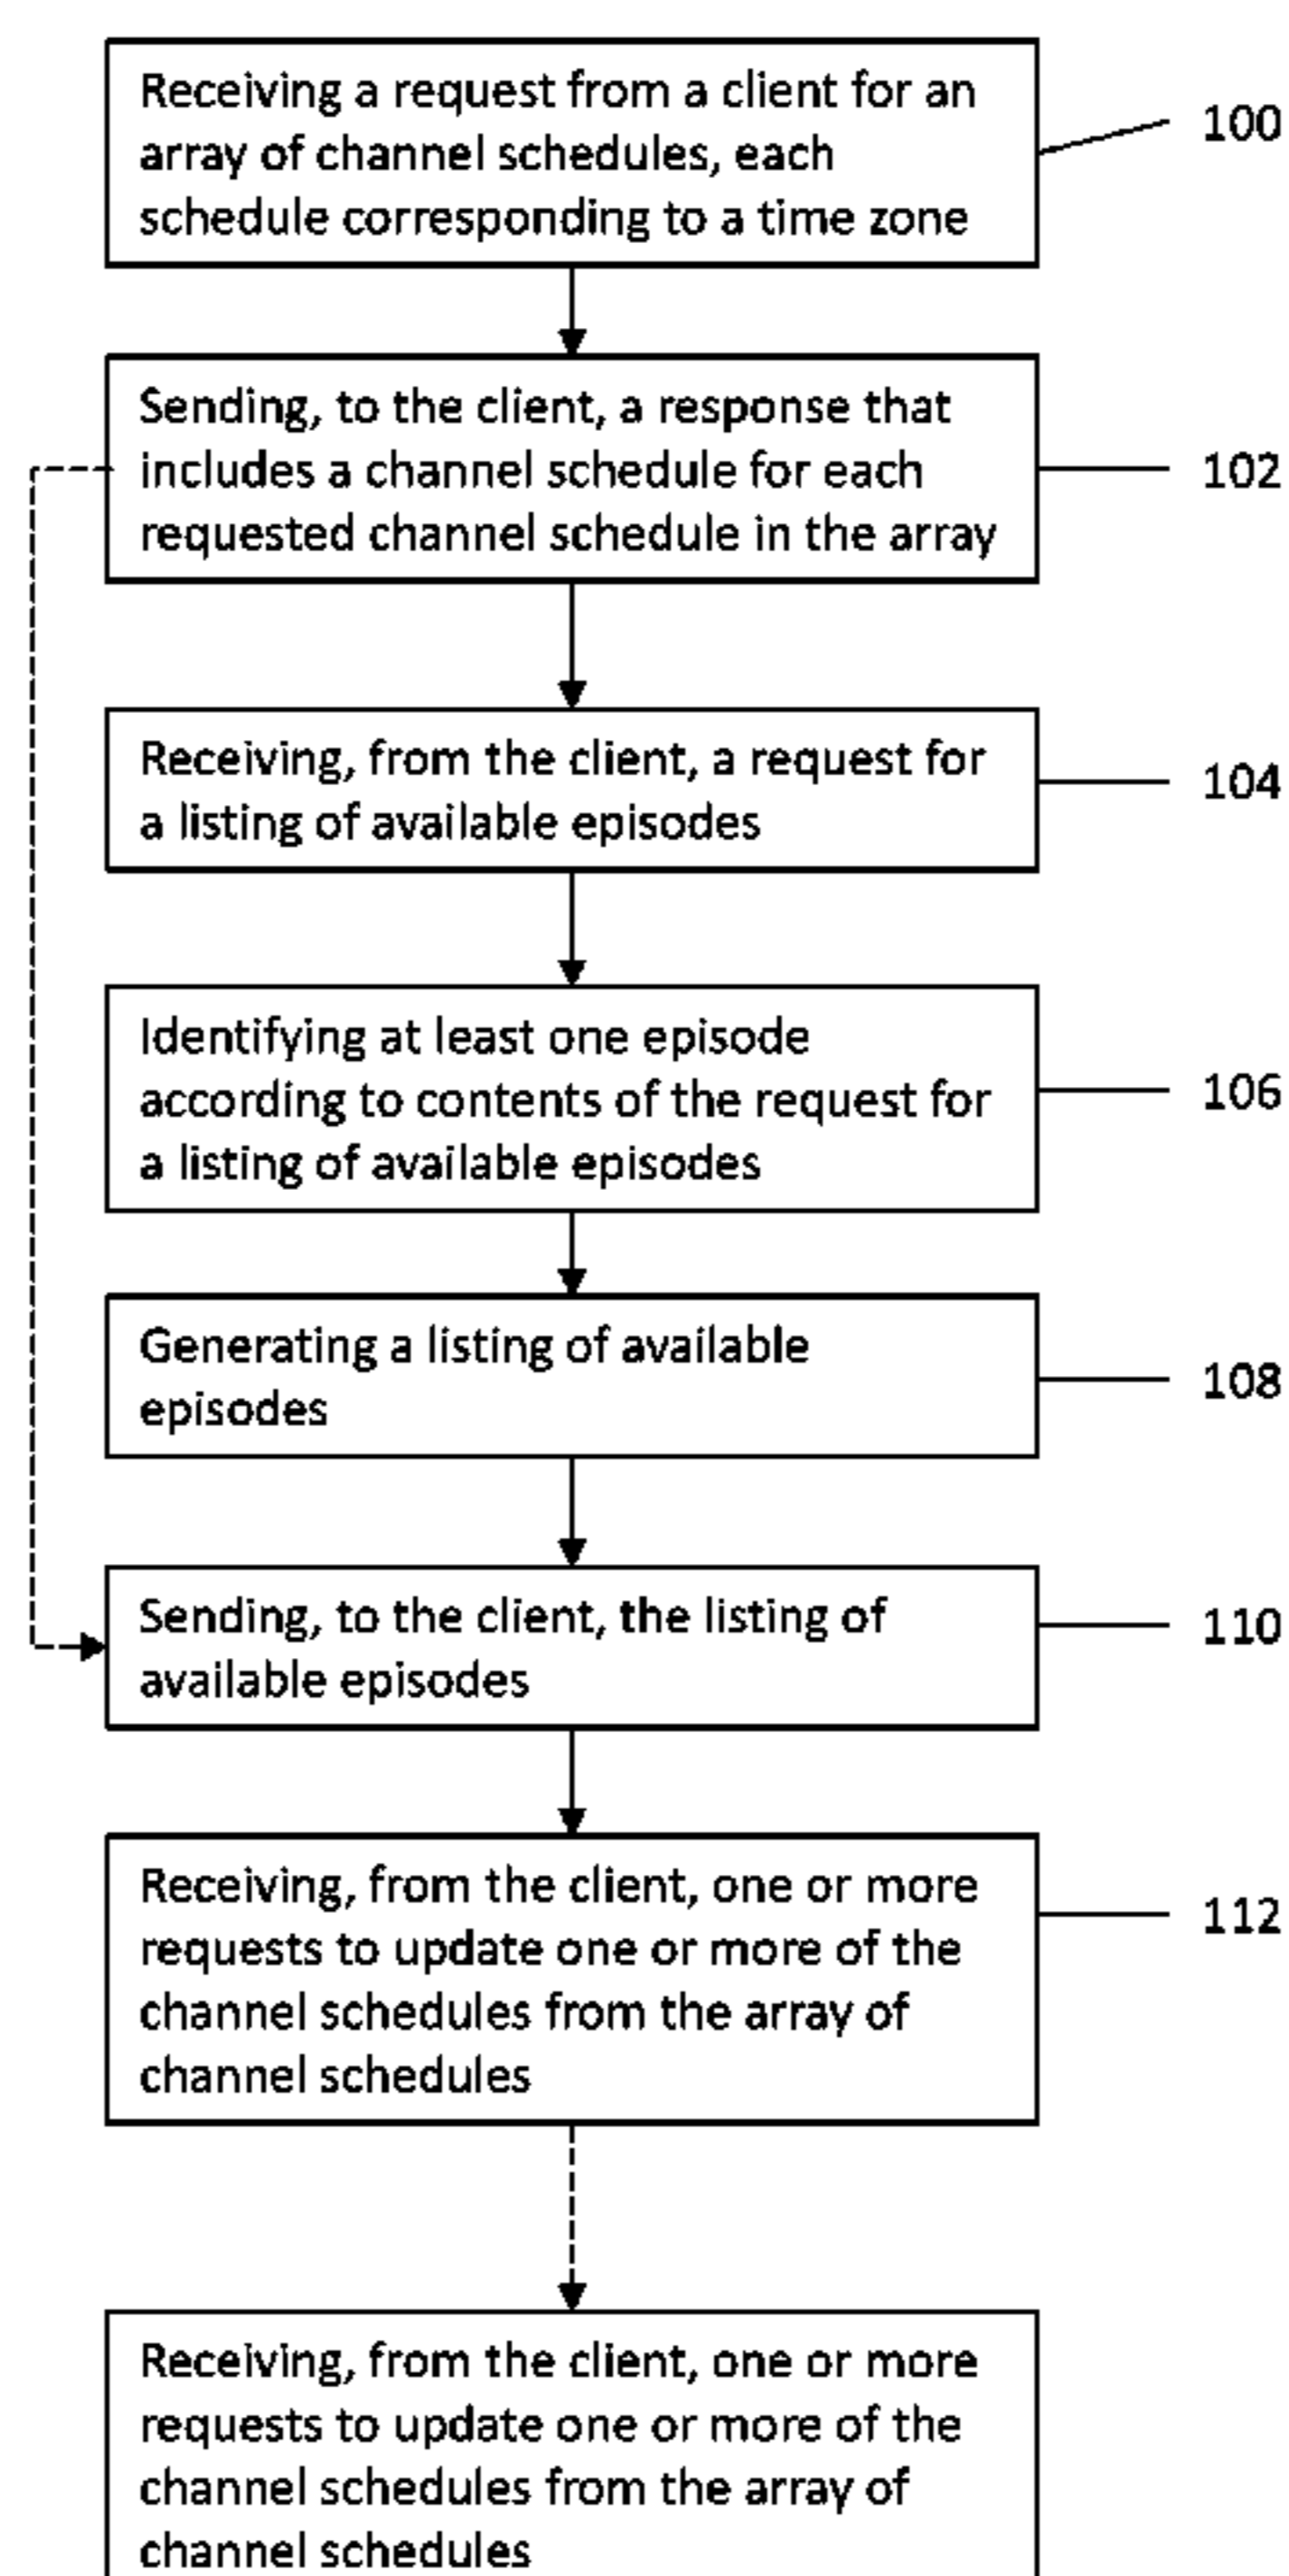 Receiving a request from a client for an
array of channel schedules, each
schedule corresponding to a time zone
100
Sending, to the client, a response that
includes a channel schedule for each
requested channel schedule in the array
102
Receiving, from the client, a request for
a listing of available episodes
104
Identifying at least one episode
according to contents of the request for
a listing of available episodes
106
Generating a listing of available
episodes
108
Sending, to the client, the listing of
available episodes
110
Receiving, from the client, one or more
requests to update one or more of the
channel schedules from the array of
channel schedules
112
Receiving, from the client, one or more
requests to update one or more of the
channel schedules from the array of
channel schedules